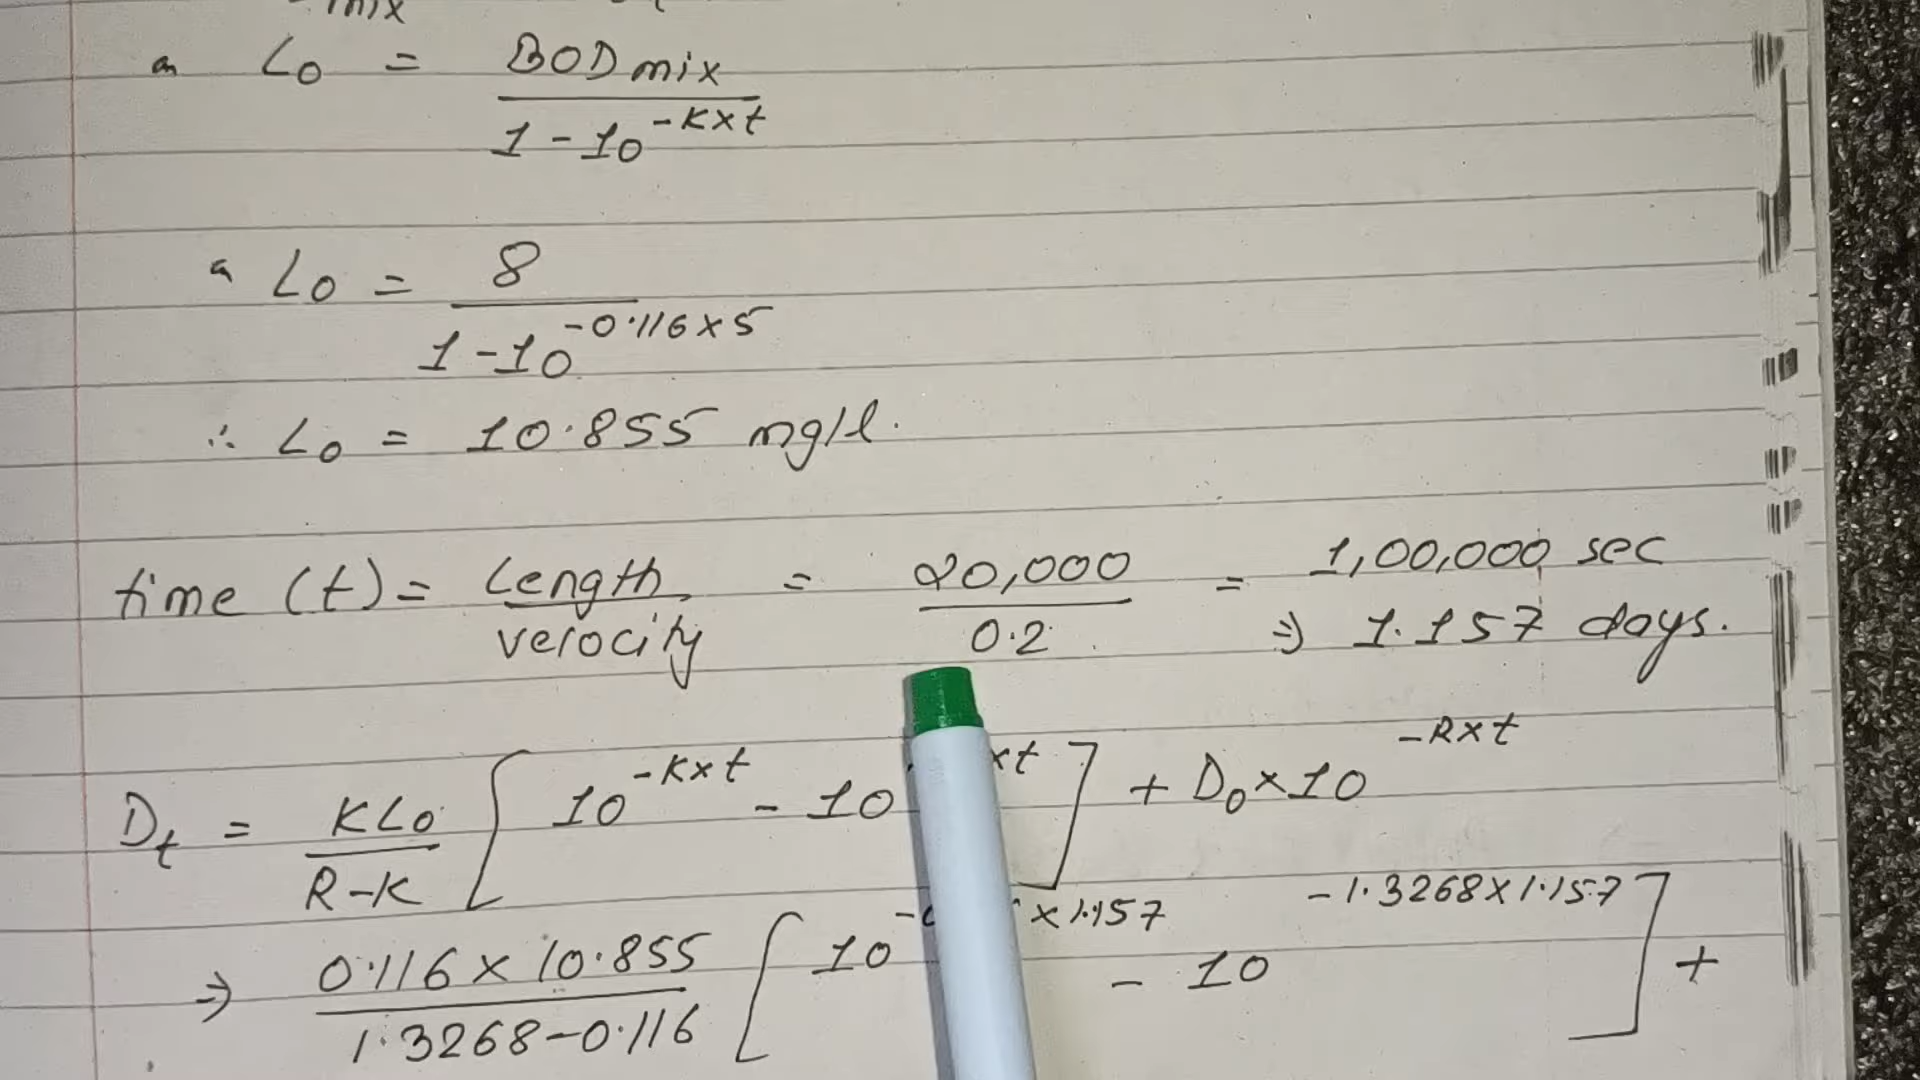 mix
Lo = BODmix
1 - 10^-K×t
Lo = 8
1 - 10^-0.116×5
∴ Lo = 10.855 mg/l.
time (t) = Length / velocity = 20,000 / 0.2 = 1,00,000 sec
⇒ 1.157 days.
Dt = KLo / R-K [ 10^-K×t - 10 ×t ] + Do×10^-R×t
⇒ 0.116 × 10.855 / 1.3268-0.116 [ 10 ×1.157 - 10^-1.3268×1.157 ] +